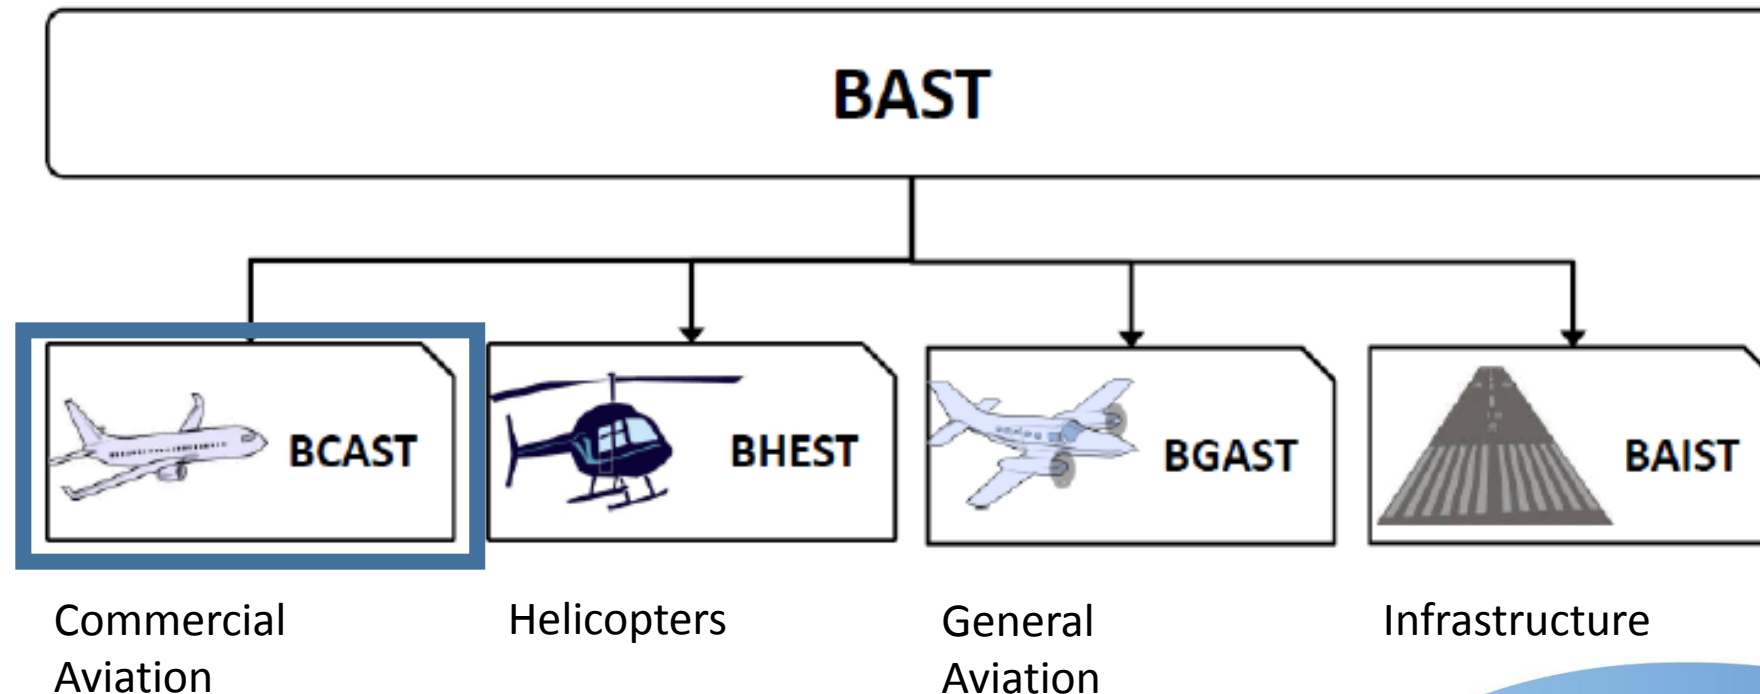 BAST
BCAST
BHEST
BGAST
BAIST
Commercial
Aviation
Helicopters
General
Aviation
Infrastructure